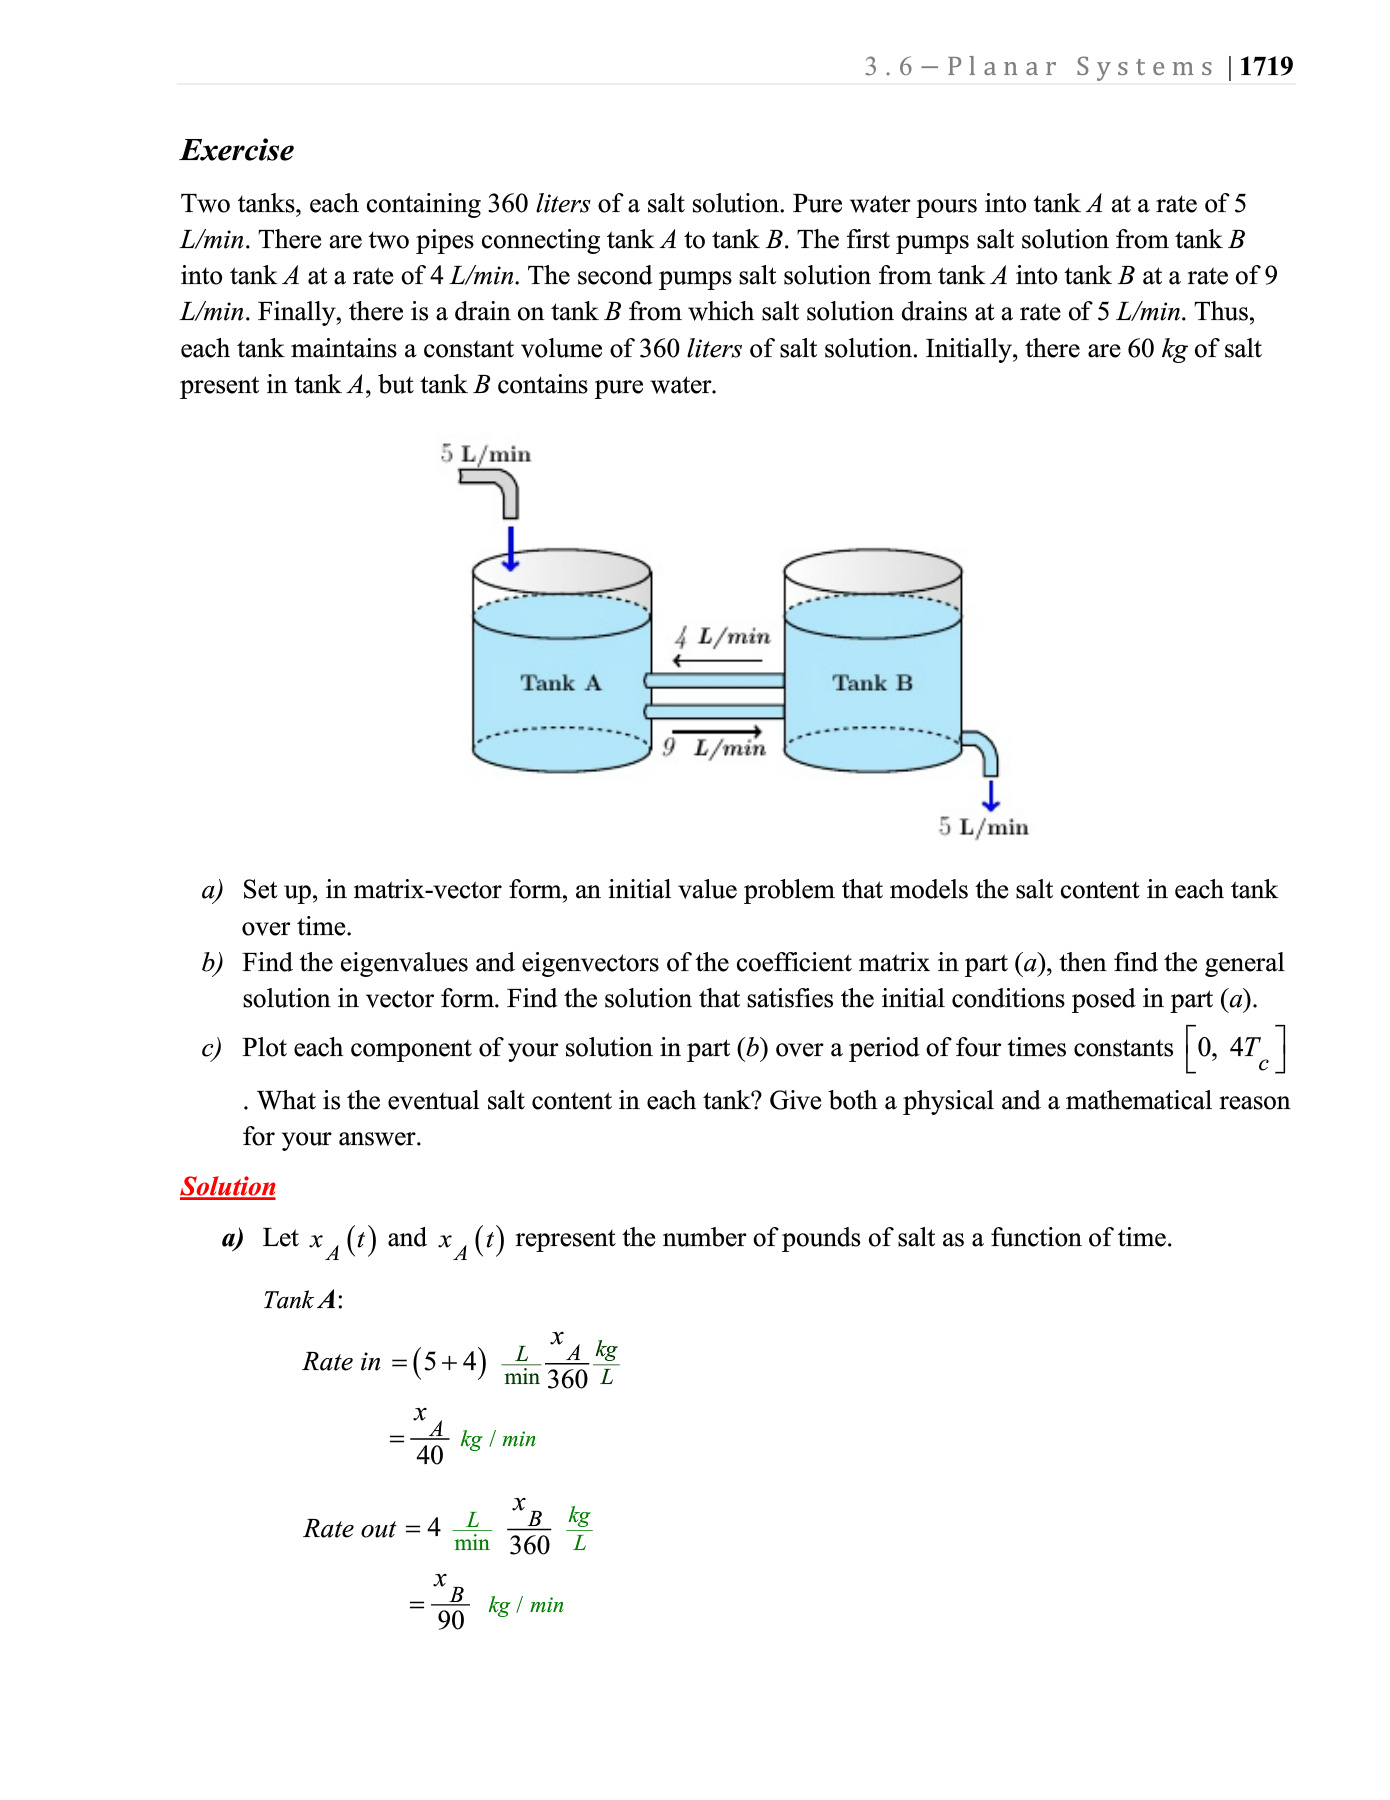 3.6 – Planar Systems | 1719
Exercise
Two tanks, each containing 360 liters of a salt solution. Pure water pours into tank A at a rate of 5
L/min. There are two pipes connecting tank A to tank B. The first pumps salt solution from tank B
into tank A at a rate of 4 L/min. The second pumps salt solution from tank A into tank B at a rate of 9
L/min. Finally, there is a drain on tank B from which salt solution drains at a rate of 5 L/min. Thus,
each tank maintains a constant volume of 360 liters of salt solution. Initially, there are 60 kg of salt
present in tank A, but tank B contains pure water.
5 L/min
4 L/min
Tank A
Tank B
9 L/min
5 L/min
a) Set up, in matrix-vector form, an initial value problem that models the salt content in each tank
over time.
b) Find the eigenvalues and eigenvectors of the coefficient matrix in part (a), then find the general
solution in vector form. Find the solution that satisfies the initial conditions posed in part (a).
c) Plot each component of your solution in part (b) over a period of four times constants [0, 4T_c]
. What is the eventual salt content in each tank? Give both a physical and a mathematical reason
for your answer.
Solution
a) Let x_A (t) and x_A (t) represent the number of pounds of salt as a function of time.
Tank A:
Rate in = (5 + 4) L/min x_A/360 kg/L
= x_A/40 kg / min
Rate out = 4 L/min x_B/360 kg/L
= x_B/90 kg / min